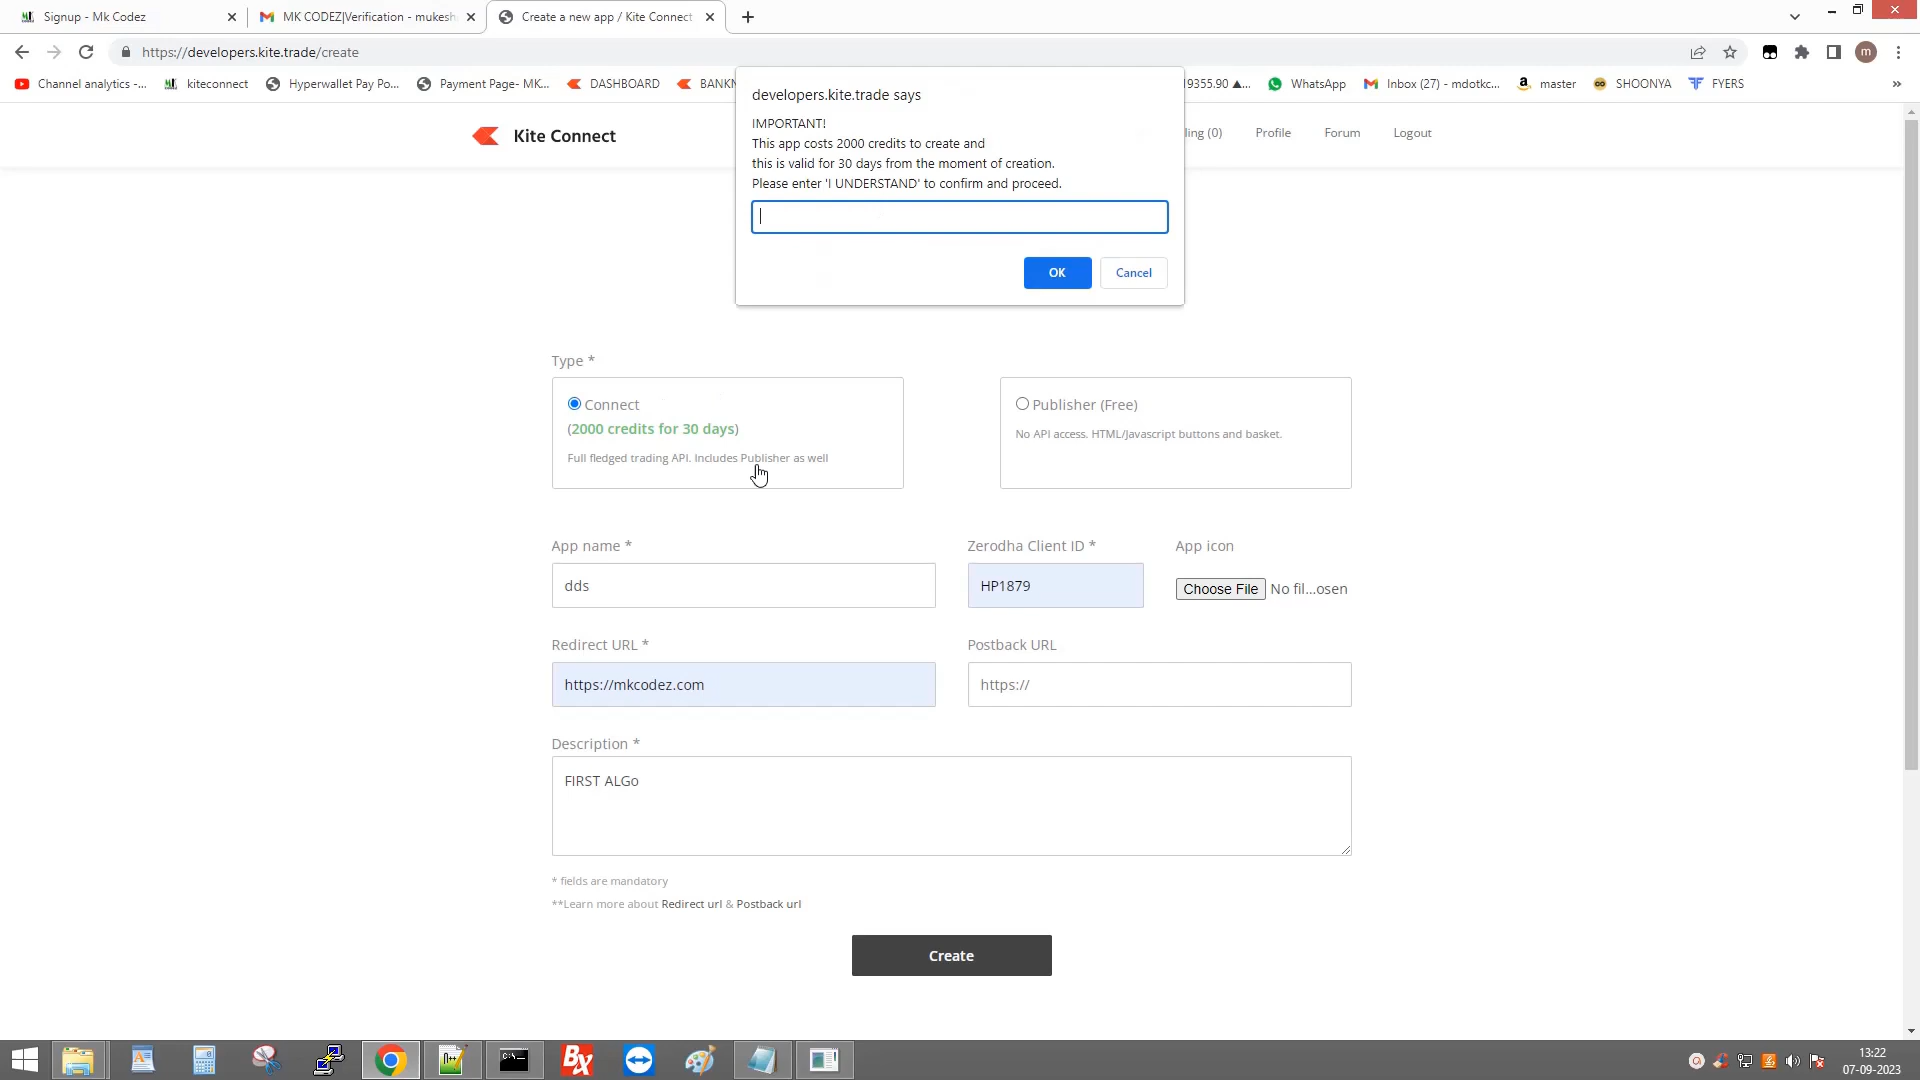 Signup - Mk Codez
MK CODEZ|Verification - mukesh
Create a new app / Kite Connect
https://developers.kite.trade/create
m
Channel analytics -...
kiteconnect
Hyperwallet Pay Po...
Payment Page- MK...
DASHBOARD
BANKN
19355.90 ▲...
WhatsApp
Inbox (27) - mdotkc...
master
SHOONYA
FYERS
»
Kite Connect
ling (0)
Profile
Forum
Logout
developers.kite.trade says
IMPORTANT!
This app costs 2000 credits to create and
this is valid for 30 days from the moment of creation.
Please enter 'I UNDERSTAND' to confirm and proceed.
OK
Cancel
Type *
Connect
(2000 credits for 30 days)
Full fledged trading API. Includes Publisher as well
Publisher (Free)
No API access. HTML/Javascript buttons and basket.
App name *
Zerodha Client ID *
App icon
dds
HP1879
Choose File No fil...osen
Redirect URL *
Postback URL
https://mkcodez.com
https://
Description *
FIRST ALGo
* fields are mandatory
**Learn more about Redirect url & Postback url
Create
13:22
07-09-2023